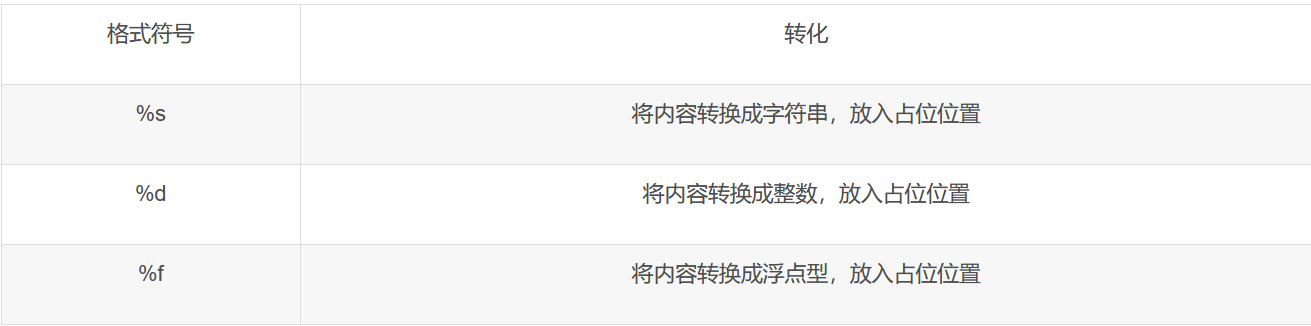 格式符号 转化
%s 将内容转换成字符串，放入占位位置
%d 将内容转换成整数，放入占位位置
%f 将内容转换成浮点型，放入占位位置